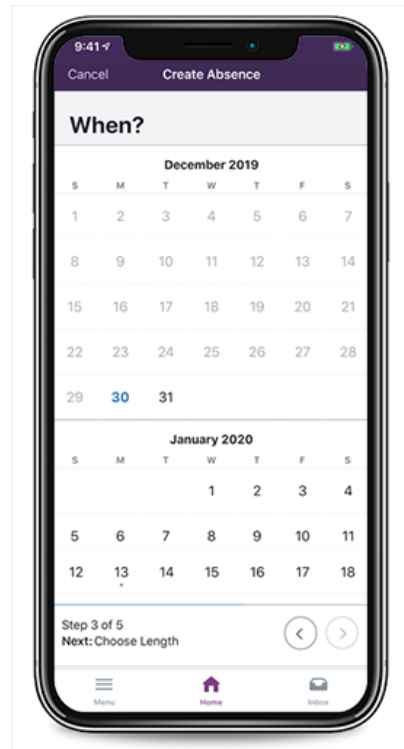 9:41
Cancel Create Absence
When?
December 2019
S M T W T F S
1 2 3 4 5 6 7
8 9 10 11 12 13 14
15 16 17 18 19 20 21
22 23 24 25 26 27 28
29 30 31
January 2020
S M T W T F S
1 2 3 4
5 6 7 8 9 10 11
12 13 14 15 16 17 18
Step 3 of 5
Next: Choose Length
Menu Home Inbox